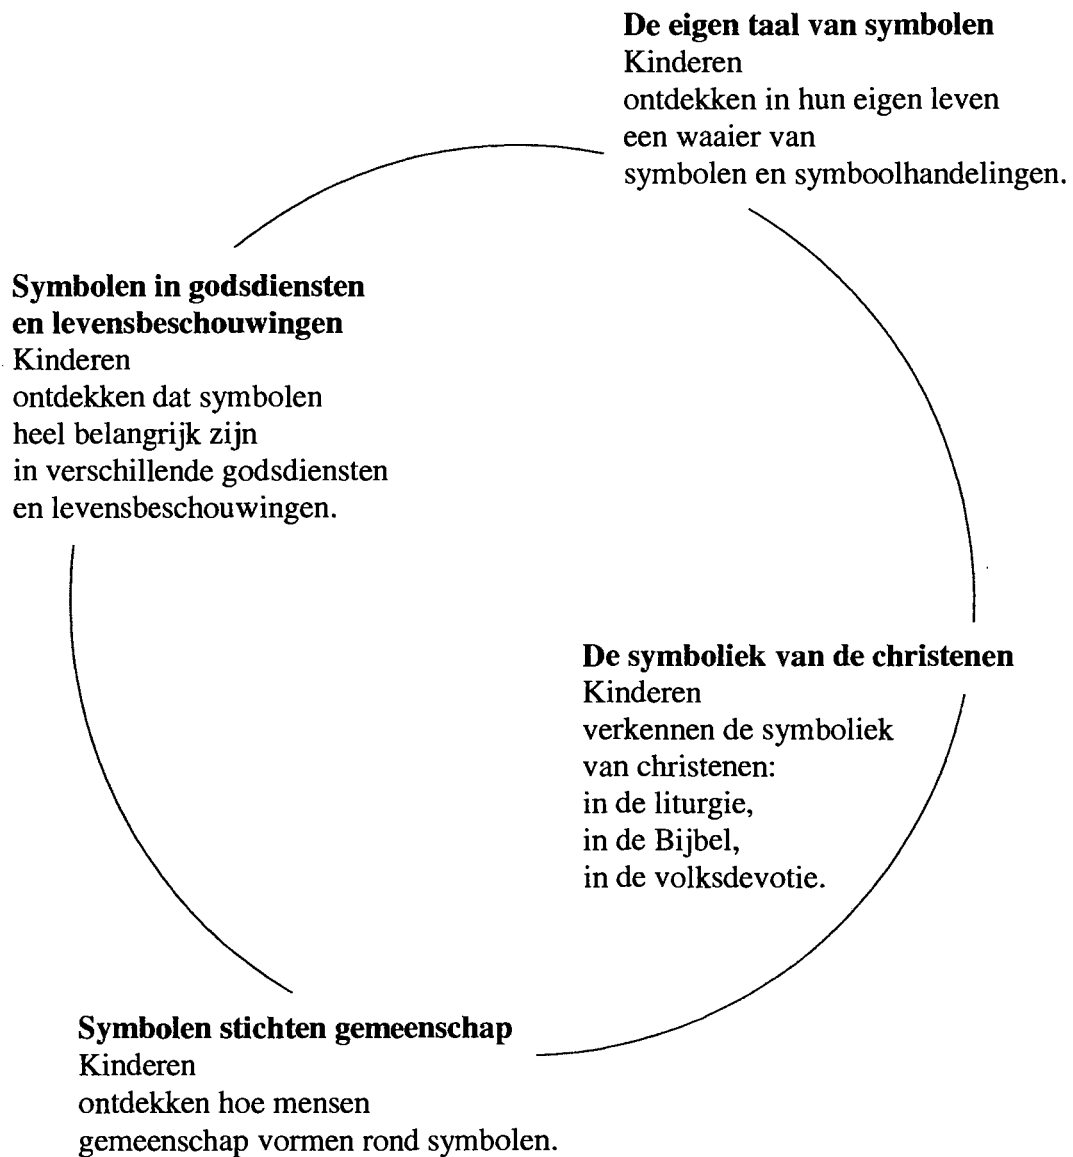 De eigen taal van symbolen
Kinderen
ontdekken in hun eigen leven
een waaier van
symbolen en symboolhandelingen.
Symbolen in godsdiensten
en levensbeschouwingen
Kinderen
ontdekken dat symbolen
heel belangrijk zijn
in verschillende godsdiensten
en levensbeschouwingen.
De symboliek van de christenen
Kinderen
verkennen de symboliek
van christenen:
in de liturgie,
in de Bijbel,
in de volksdevotie.
Symbolen stichten gemeenschap
Kinderen
ontdekken hoe mensen
gemeenschap vormen rond symbolen.